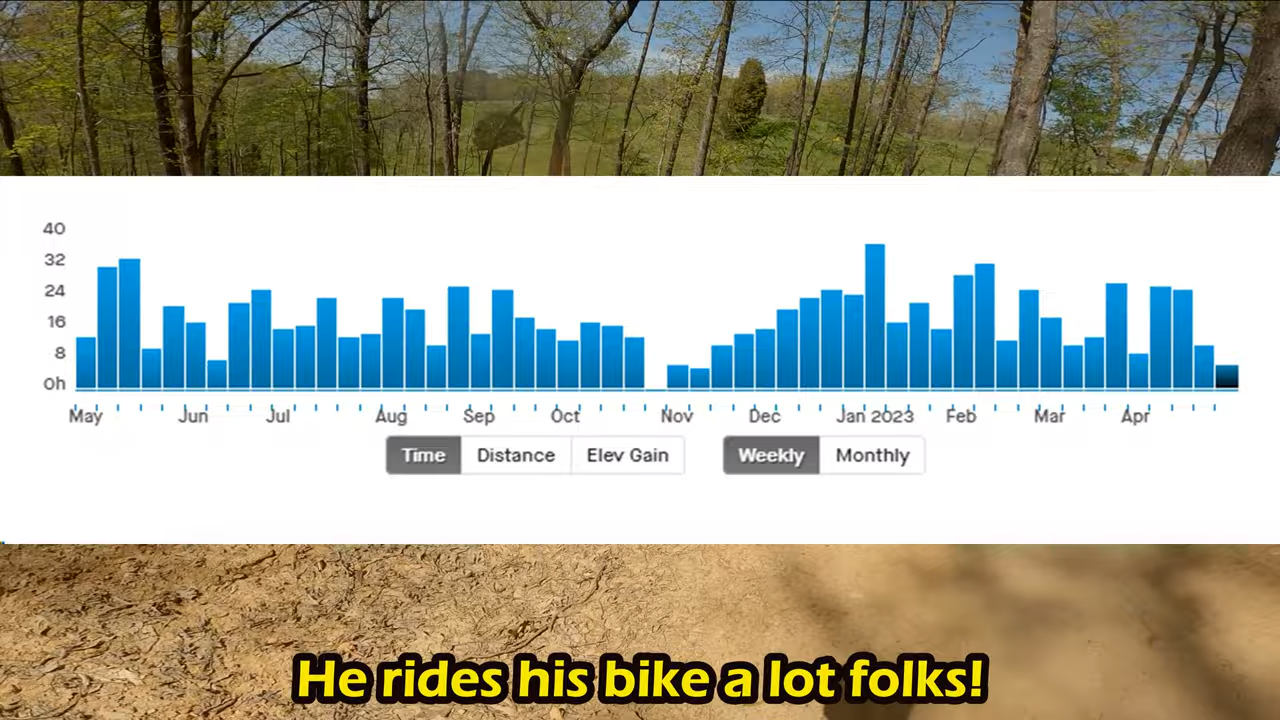 40
32
24
16
8
0h
May Jun Jul Aug Sep Oct Nov Dec Jan 2023 Feb Mar Apr
Time Distance Elev Gain Weekly Monthly
He rides his bike a lot folks!